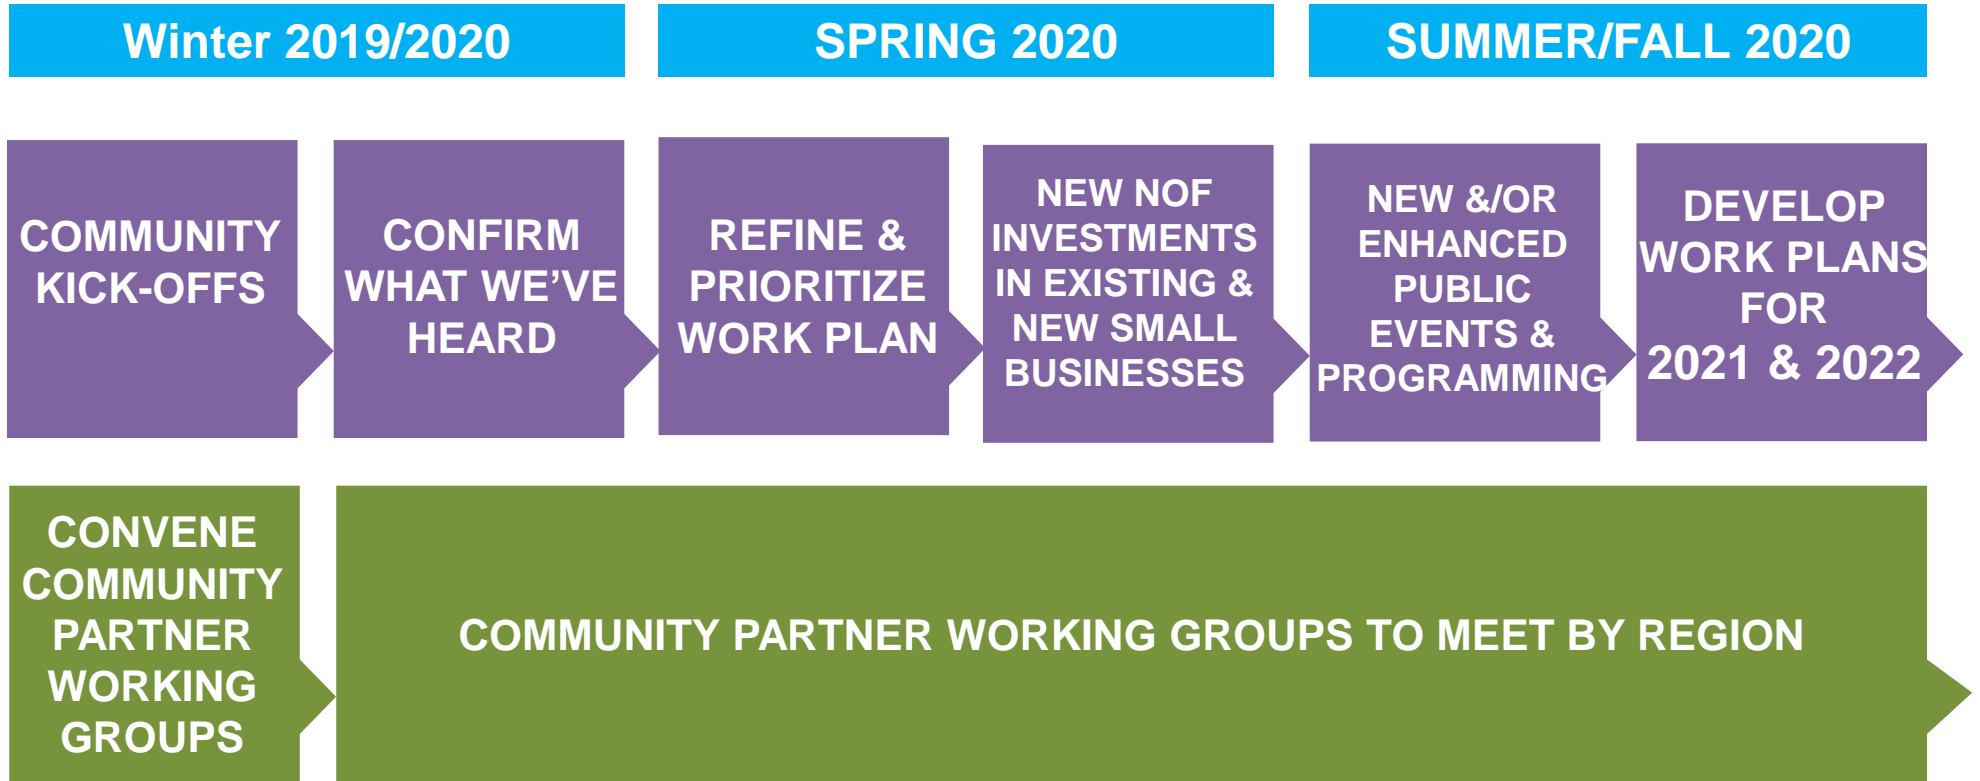 Winter 2019/2020
SPRING 2020
SUMMER/FALL 2020
COMMUNITY
KICK-OFFS
CONFIRM
WHAT WE’VE
HEARD
REFINE &
PRIORITIZE
WORK PLAN
NEW NOF
INVESTMENTS
IN EXISTING &
NEW SMALL
BUSINESSES
NEW &/OR
ENHANCED
PUBLIC
EVENTS &
PROGRAMMING
DEVELOP
WORK PLANS
FOR
2021 & 2022
CONVENE
COMMUNITY
PARTNER
WORKING
GROUPS
COMMUNITY PARTNER WORKING GROUPS TO MEET BY REGION